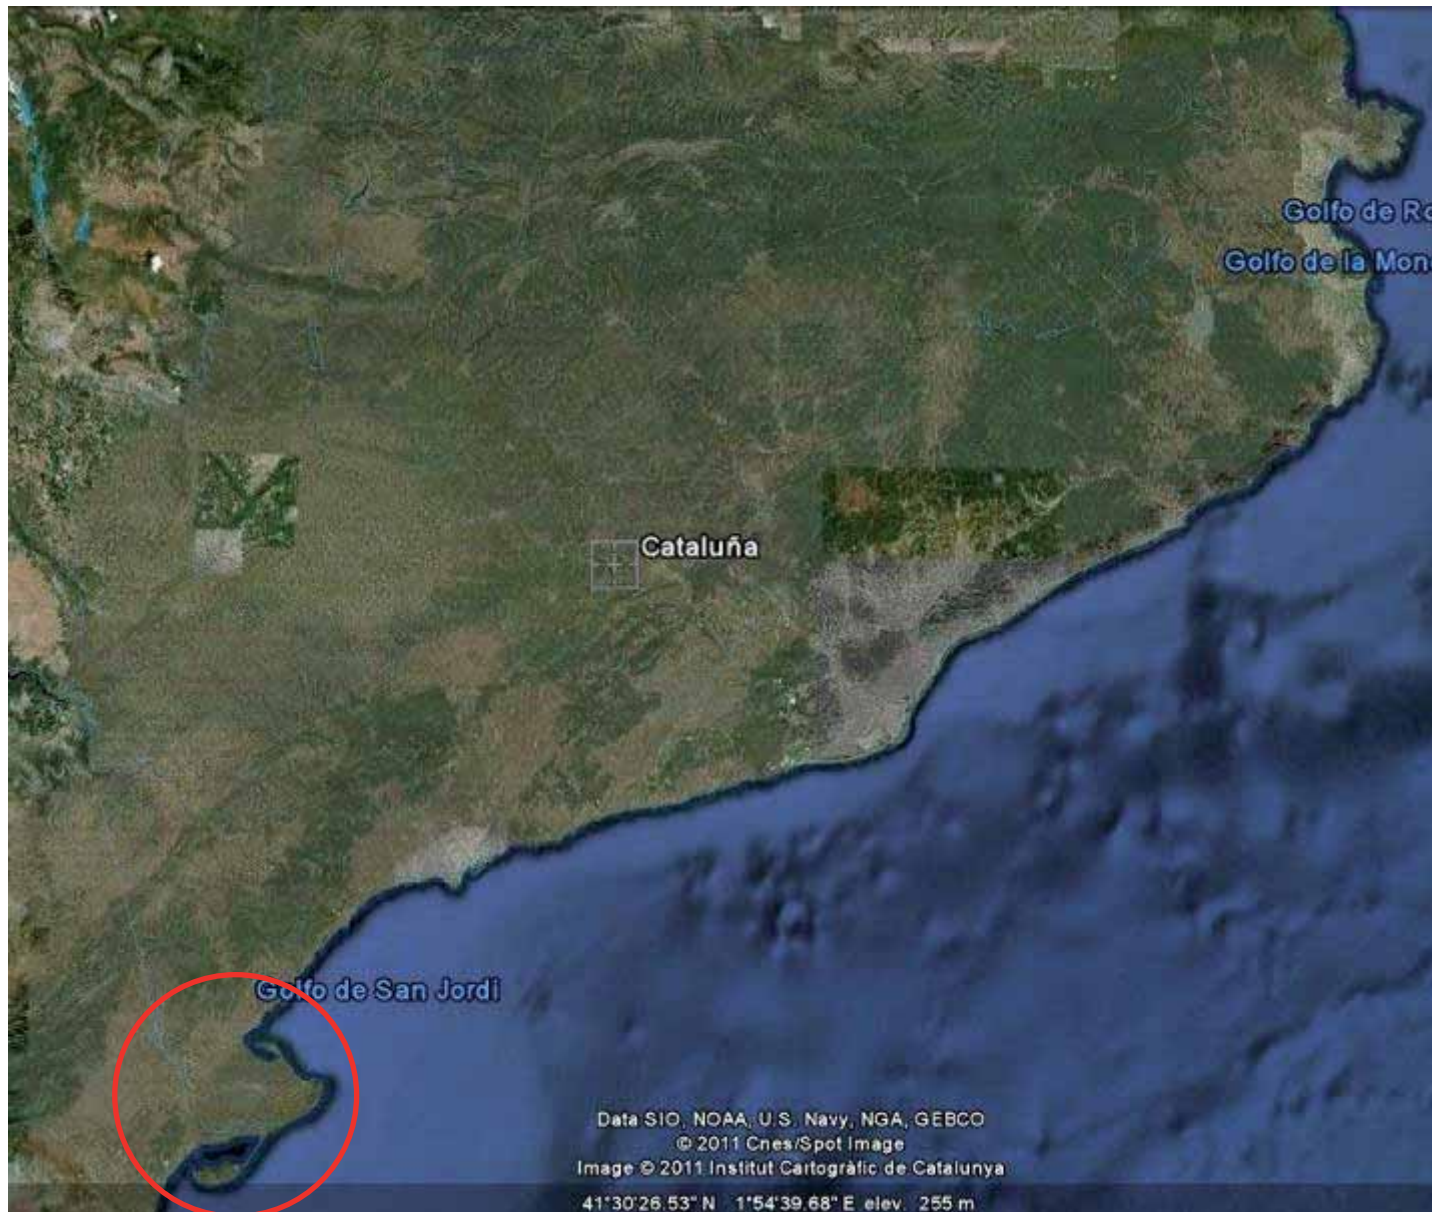 Golfo de Ro
Golfo de la Mon
Cataluña
Golfo de San Jordi
Data SIO, NOAA, U.S. Navy, NGA, GEBCO
© 2011 Cnes/Spot Image
Image © 2011 Institut Cartogràfic de Catalunya
41°30'26.53" N 1°54'39.68" E elev. 255 m